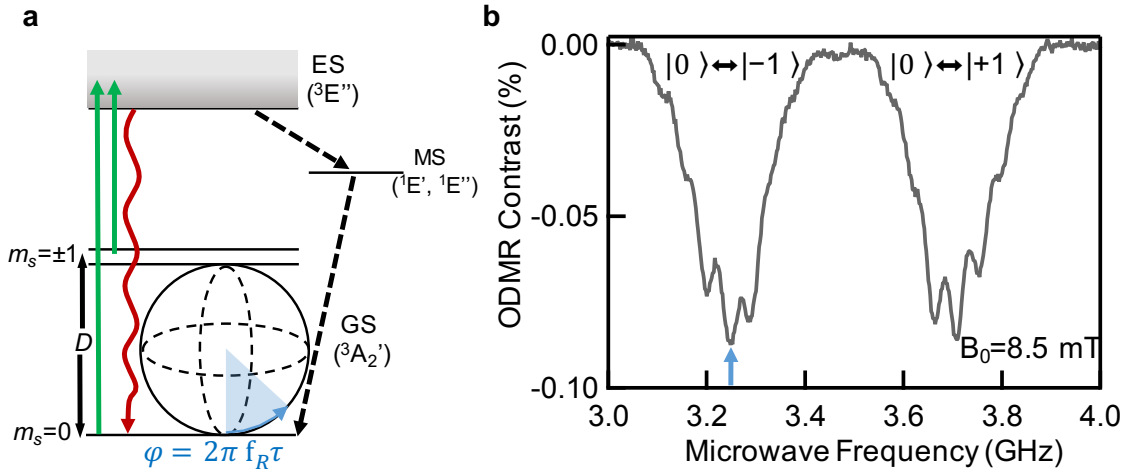 a
ES
(³E’’)
MS
(¹E’, ¹E’’)
mₛ=±1
D
GS
(³A₂’)
mₛ=0
φ = 2π f_R τ
b
0.00
-0.05
-0.10
ODMR Contrast (%)
|0 ⟩↔|−1 ⟩
|0 ⟩↔|+1 ⟩
B₀=8.5 mT
3.0
3.2
3.4
3.6
3.8
4.0
Microwave Frequency (GHz)